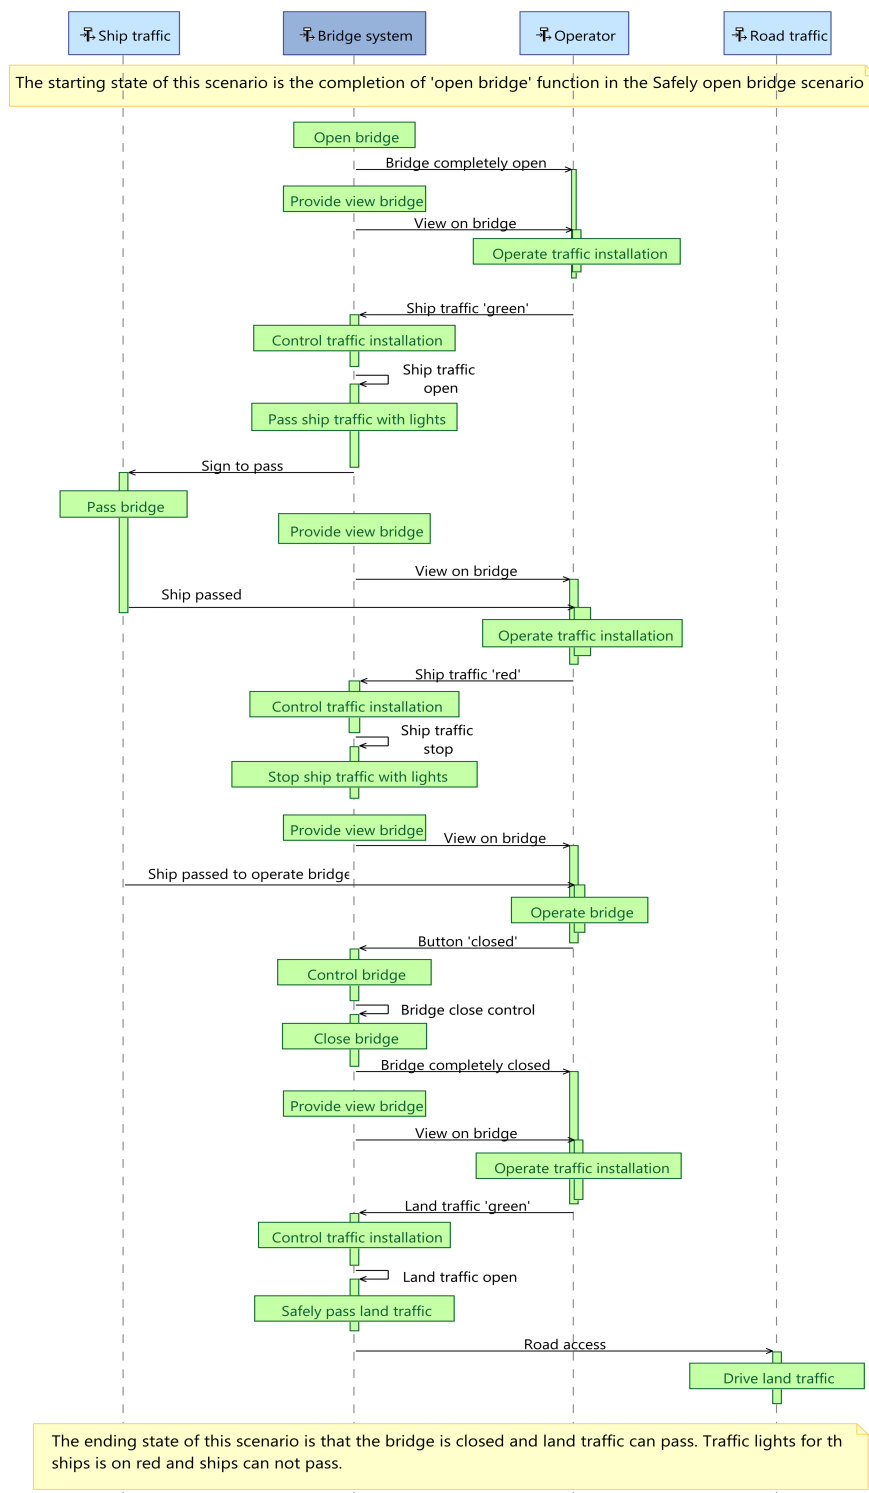 Ship traffic
Bridge system
Operator
Road traffic
The starting state of this scenario is the completion of 'open bridge' function in the Safely open bridge scenario
Open bridge
Bridge completely open
Provide view bridge
View on bridge
Operate traffic installation
Ship traffic 'green'
Control traffic installation
Ship traffic
open
Pass ship traffic with lights
Sign to pass
Pass bridge
Provide view bridge
View on bridge
Ship passed
Operate traffic installation
Ship traffic 'red'
Control traffic installation
Ship traffic
stop
Stop ship traffic with lights
Provide view bridge
View on bridge
Ship passed to operate bridge
Operate bridge
Button 'closed'
Control bridge
Bridge close control
Close bridge
Bridge completely closed
Provide view bridge
View on bridge
Operate traffic installation
Land traffic 'green'
Control traffic installation
Land traffic open
Safely pass land traffic
Road access
Drive land traffic
The ending state of this scenario is that the bridge is closed and land traffic can pass. Traffic lights for th
ships is on red and ships can not pass.